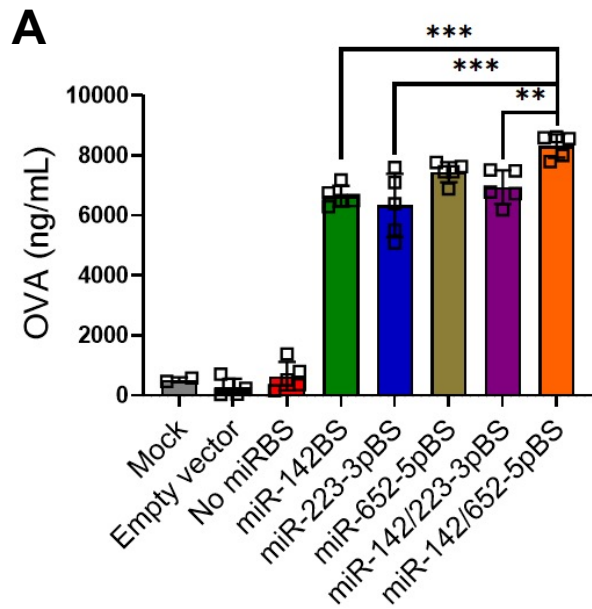 A
***
***
**
10000
8000
6000
4000
2000
0
OVA (ng/mL)
Mock
Empty vector
No miRBS
miR-142BS
miR-223-3pBS
miR-652-5pBS
miR-142/223-3pBS
miR-142/652-5pBS